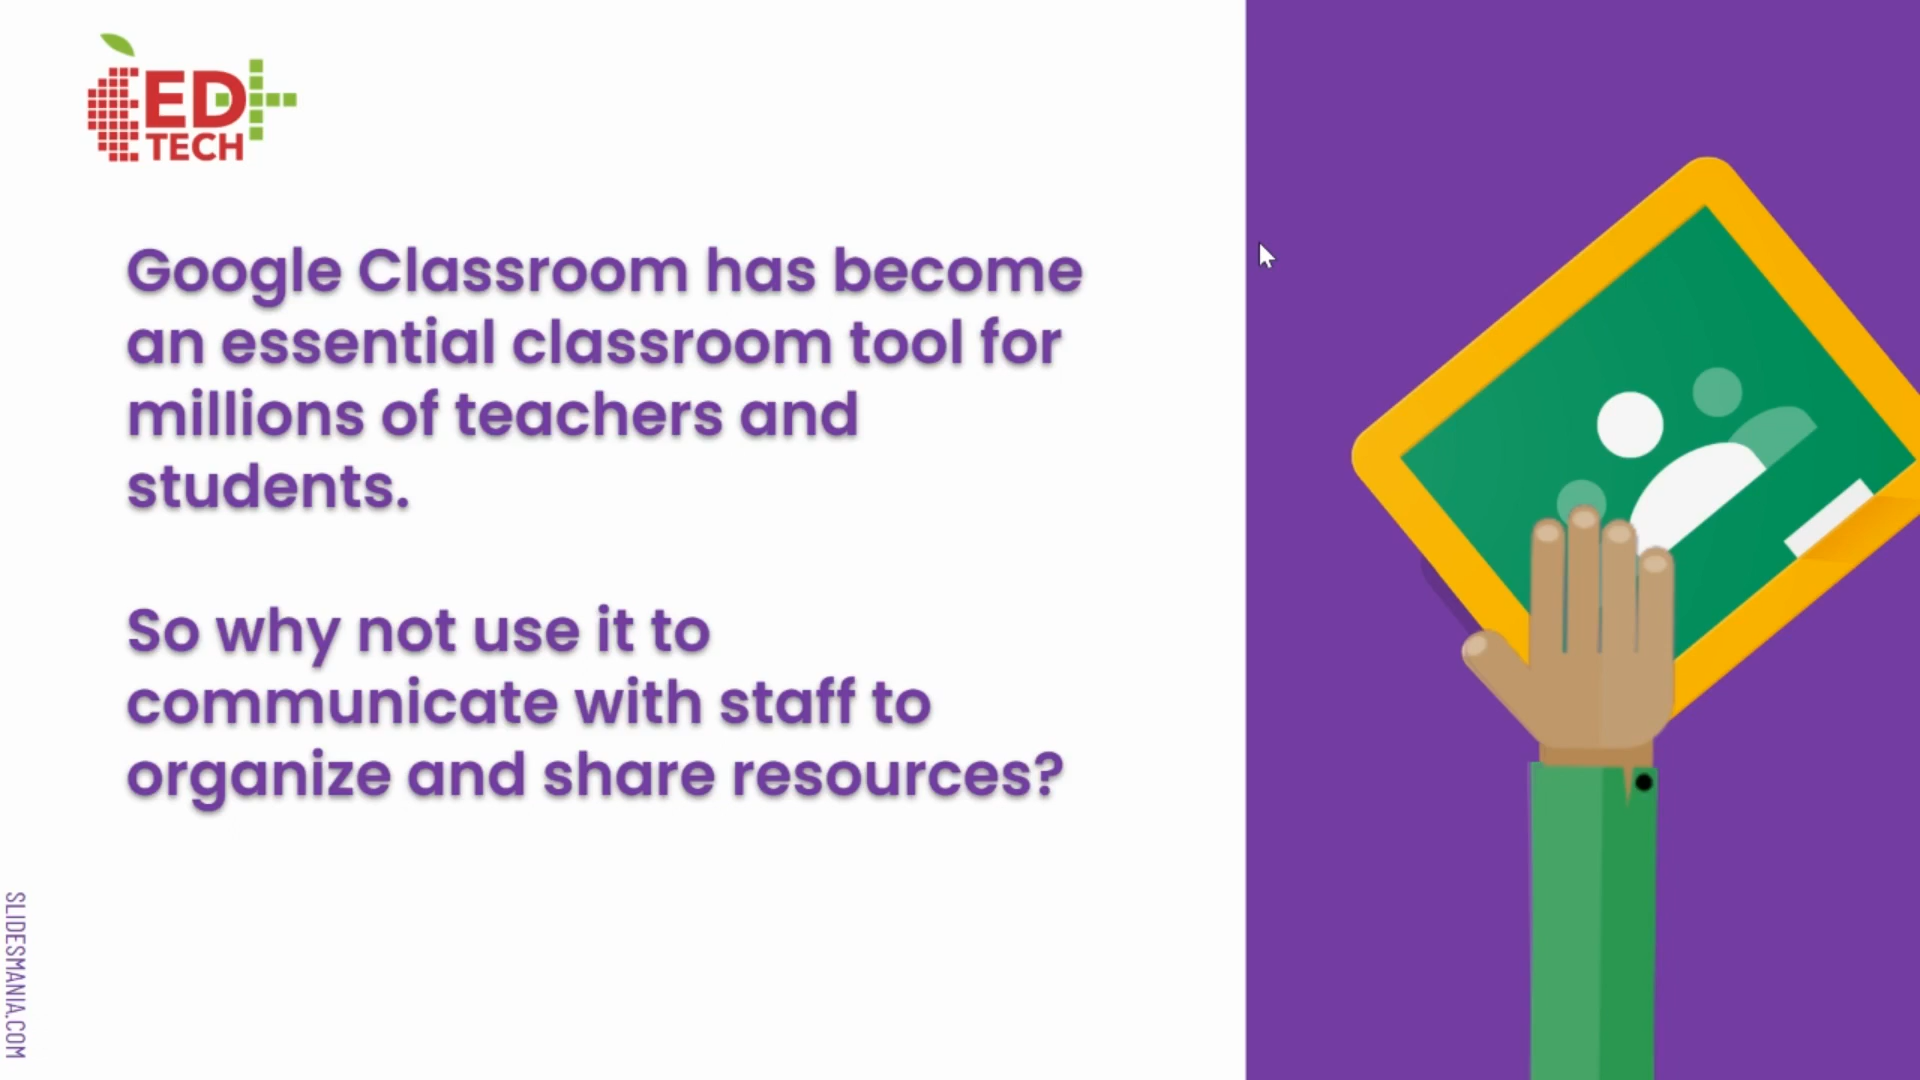 ED
TECH
Google Classroom has become
an essential classroom tool for
millions of teachers and
students.
So why not use it to
communicate with staff to
organize and share resources?
SLIDESMANIA.COM